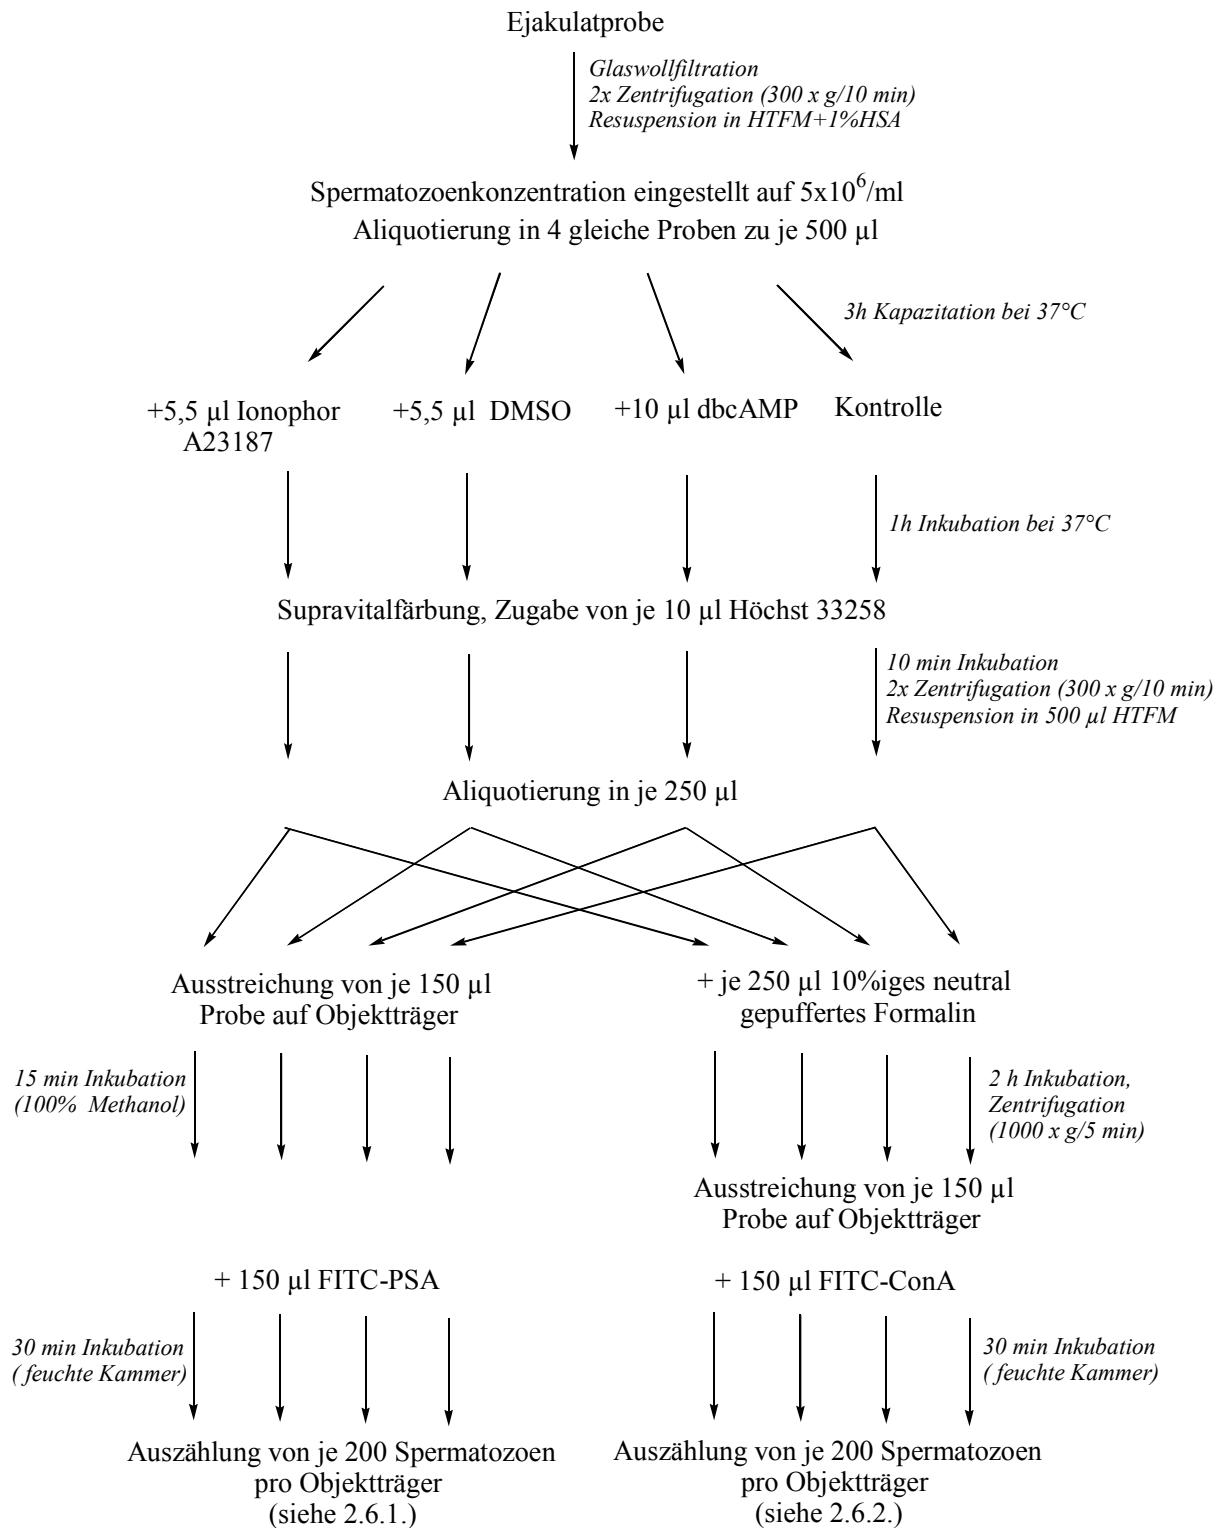 Ejakulatprobe
Glaswollfiltration
2x Zentrifugation (300 x g/10 min)
Resuspension in HTFM+1%HSA
Spermatozoenkonzentration eingestellt auf 5x10⁶/ml
Aliquotierung in 4 gleiche Proben zu je 500 µl
3h Kapazitation bei 37°C
+5,5 µl Ionophor
A23187
+5,5 µl DMSO
+10 µl dbcAMP
Kontrolle
1h Inkubation bei 37°C
Supravitalfärbung, Zugabe von je 10 µl Höchst 33258
10 min Inkubation
2x Zentrifugation (300 x g/10 min)
Resuspension in 500 µl HTFM
Aliquotierung in je 250 µl
Ausstreichung von je 150 µl
Probe auf Objektträger
+ je 250 µl 10%iges neutral
gepuffertes Formalin
15 min Inkubation
(100% Methanol)
2 h Inkubation,
Zentrifugation
(1000 x g/5 min)
Ausstreichung von je 150 µl
Probe auf Objektträger
+ 150 µl FITC-PSA
+ 150 µl FITC-ConA
30 min Inkubation
( feuchte Kammer)
30 min Inkubation
( feuchte Kammer)
Auszählung von je 200 Spermatozoen
pro Objektträger
(siehe 2.6.1.)
Auszählung von je 200 Spermatozoen
pro Objektträger
(siehe 2.6.2.)